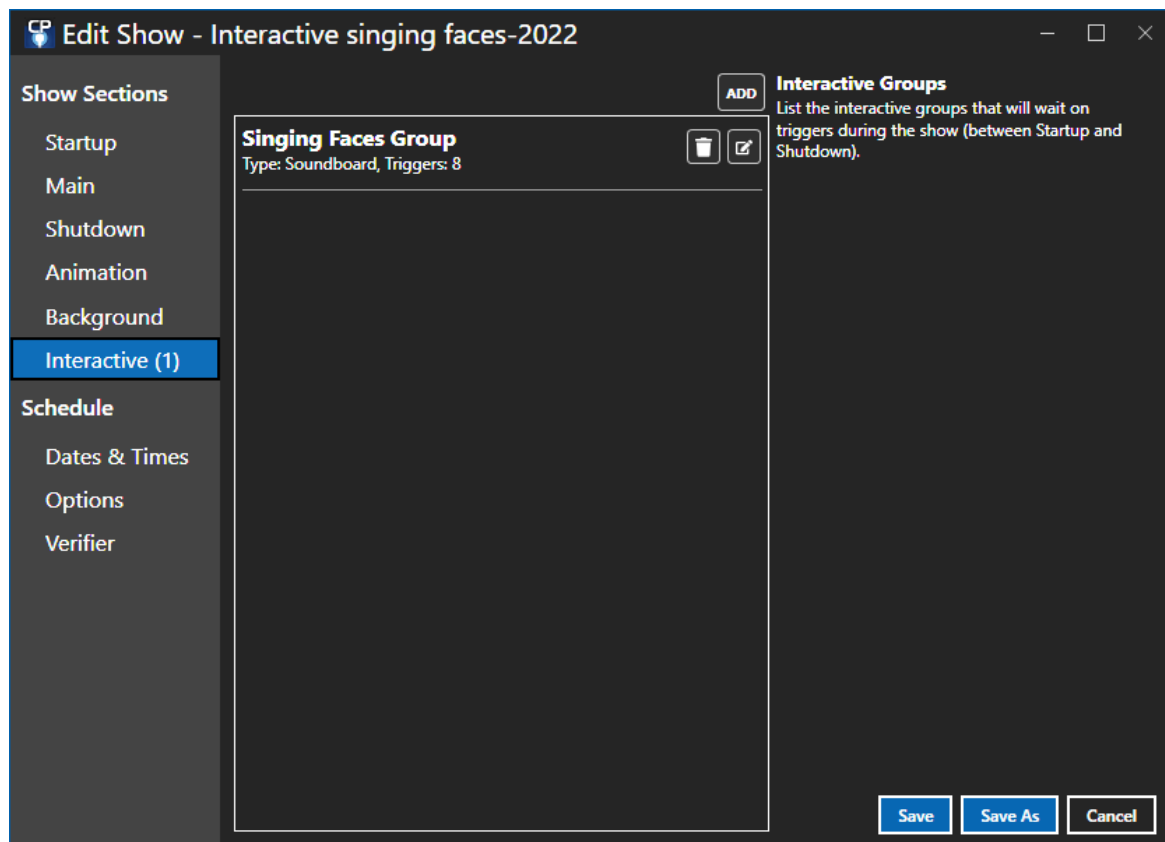 CP Edit Show - Interactive singing faces-2022
Show Sections
Startup
Main
Shutdown
Animation
Background
Interactive (1)
Schedule
Dates & Times
Options
Verifier
ADD
Singing Faces Group
Type: Soundboard, Triggers: 8
Interactive Groups
List the interactive groups that will wait on
triggers during the show (between Startup and
Shutdown).
Save
Save As
Cancel